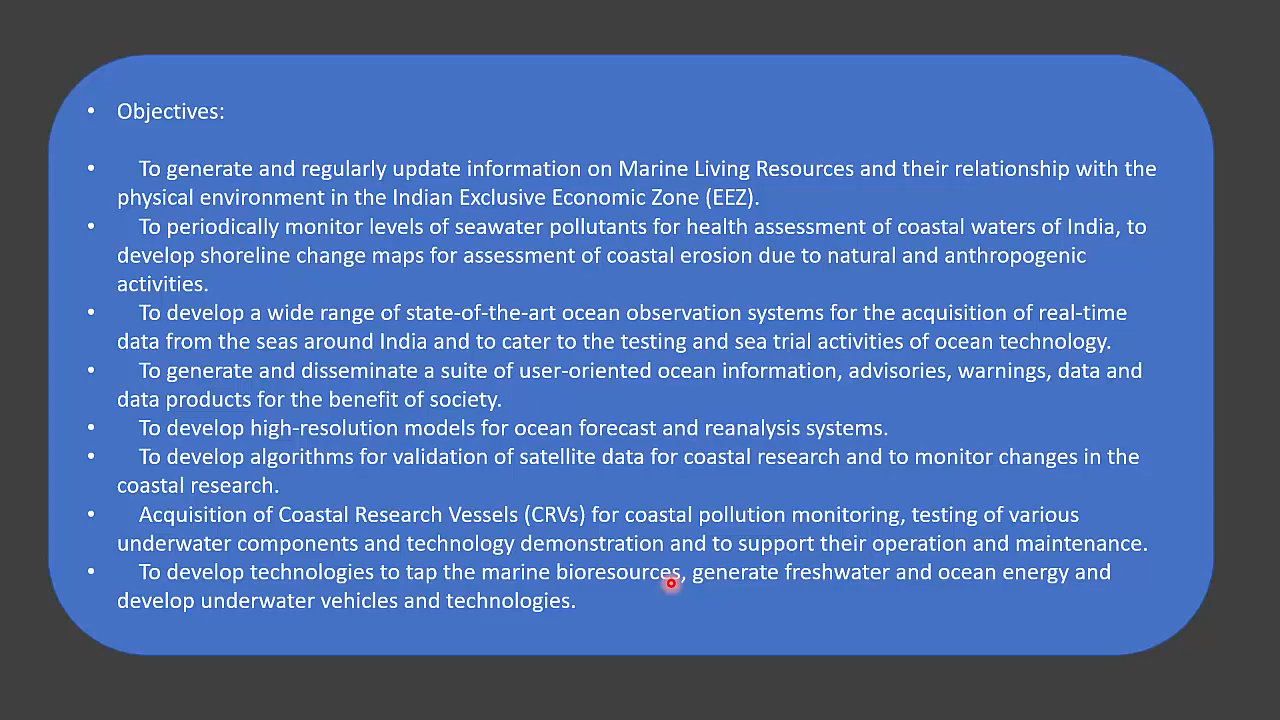 • Objectives:
• To generate and regularly update information on Marine Living Resources and their relationship with the
physical environment in the Indian Exclusive Economic Zone (EEZ).
• To periodically monitor levels of seawater pollutants for health assessment of coastal waters of India, to
develop shoreline change maps for assessment of coastal erosion due to natural and anthropogenic
activities.
• To develop a wide range of state-of-the-art ocean observation systems for the acquisition of real-time
data from the seas around India and to cater to the testing and sea trial activities of ocean technology.
• To generate and disseminate a suite of user-oriented ocean information, advisories, warnings, data and
data products for the benefit of society.
• To develop high-resolution models for ocean forecast and reanalysis systems.
• To develop algorithms for validation of satellite data for coastal research and to monitor changes in the
coastal research.
• Acquisition of Coastal Research Vessels (CRVs) for coastal pollution monitoring, testing of various
underwater components and technology demonstration and to support their operation and maintenance.
• To develop technologies to tap the marine bioresources, generate freshwater and ocean energy and
develop underwater vehicles and technologies.